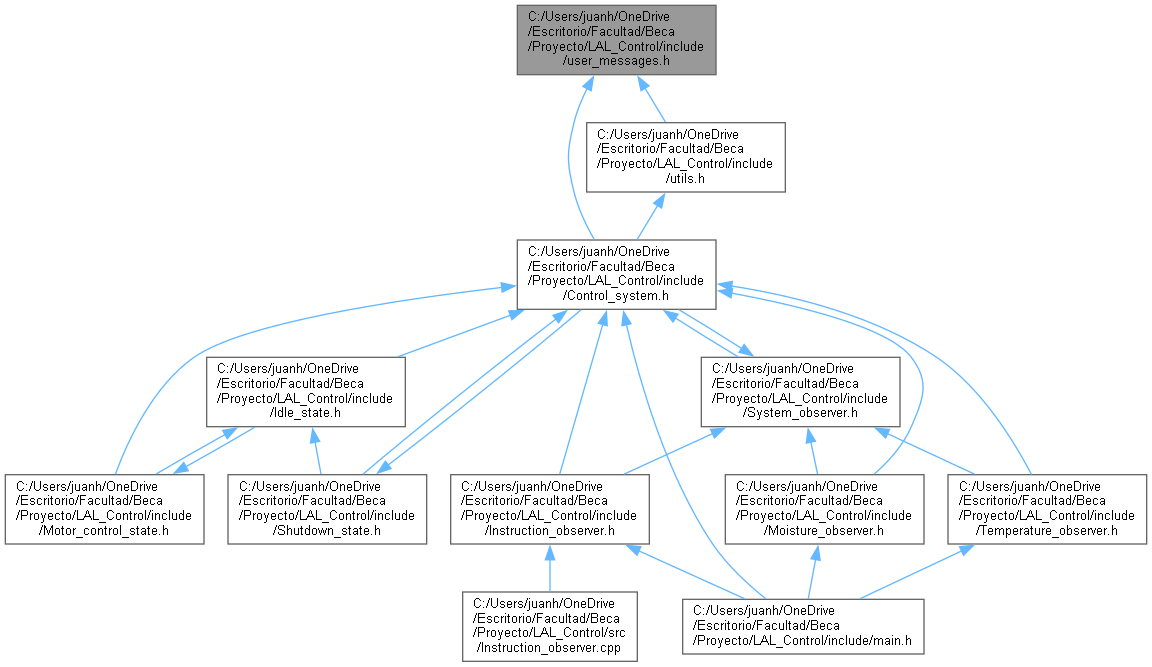 C:/Users/juanh/OneDrive
/Escritorio/Facultad/Beca
/Proyecto/LAL_Control/include
/user_messages.h
C:/Users/juanh/OneDrive
/Escritorio/Facultad/Beca
/Proyecto/LAL_Control/include
/utils.h
C:/Users/juanh/OneDrive
/Escritorio/Facultad/Beca
/Proyecto/LAL_Control/include
/Control_system.h
C:/Users/juanh/OneDrive
/Escritorio/Facultad/Beca
/Proyecto/LAL_Control/include
/Idle_state.h
C:/Users/juanh/OneDrive
/Escritorio/Facultad/Beca
/Proyecto/LAL_Control/include
/System_observer.h
C:/Users/juanh/OneDrive
/Escritorio/Facultad/Beca
/Proyecto/LAL_Control/include
/Motor_control_state.h
C:/Users/juanh/OneDrive
/Escritorio/Facultad/Beca
/Proyecto/LAL_Control/include
/Shutdown_state.h
C:/Users/juanh/OneDrive
/Escritorio/Facultad/Beca
/Proyecto/LAL_Control/include
/Instruction_observer.h
C:/Users/juanh/OneDrive
/Escritorio/Facultad/Beca
/Proyecto/LAL_Control/include
/Moisture_observer.h
C:/Users/juanh/OneDrive
/Escritorio/Facultad/Beca
/Proyecto/LAL_Control/include
/Temperature_observer.h
C:/Users/juanh/OneDrive
/Escritorio/Facultad/Beca
/Proyecto/LAL_Control/src
/Instruction_observer.cpp
C:/Users/juanh/OneDrive
/Escritorio/Facultad/Beca
/Proyecto/LAL_Control/include/main.h